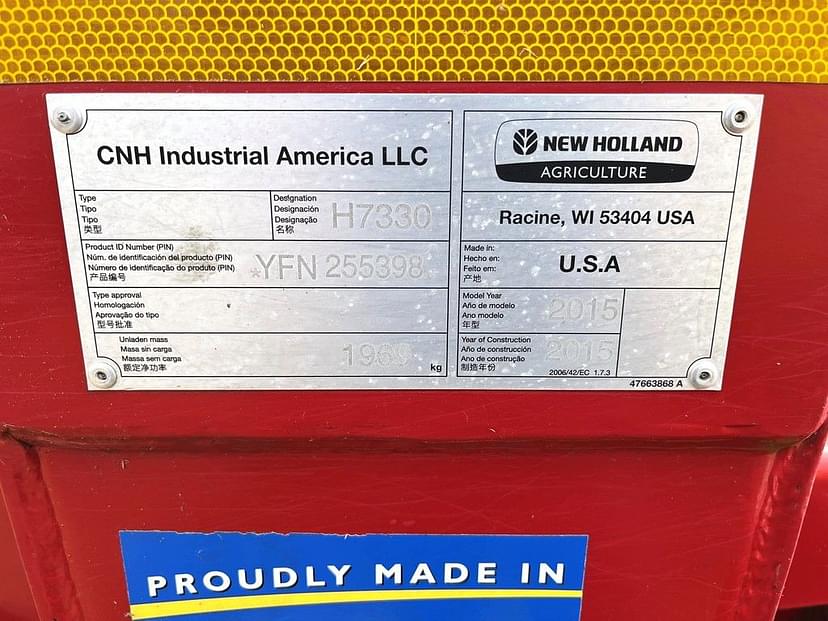 CNH Industrial America LLC
Type
Tipo
Tipo
类型
Designation
Designación
Designação
名称
H7330
Product ID Number (PIN)
Núm. de identificación del producto (PIN)
Número de identificação do produto (PIN)
产品编号
*YFN 255398
Type approval
Homologación
Aprovação do tipo
型号批准
Unladen mass
Masa sin carga
Massa sem carga
额定净功率
1969
kg
NEW HOLLAND
AGRICULTURE
Racine, WI 53404 USA
Made in:
Hecho en:
Feito em:
产地
U.S.A
Model Year
Año de modelo
Ano modelo
年型
2015
Year of Construction
Año de construcción
Ano de construção
制造年份
2015
2006/42/EC 1.7.3
47663868 A
PROUDLY MADE IN